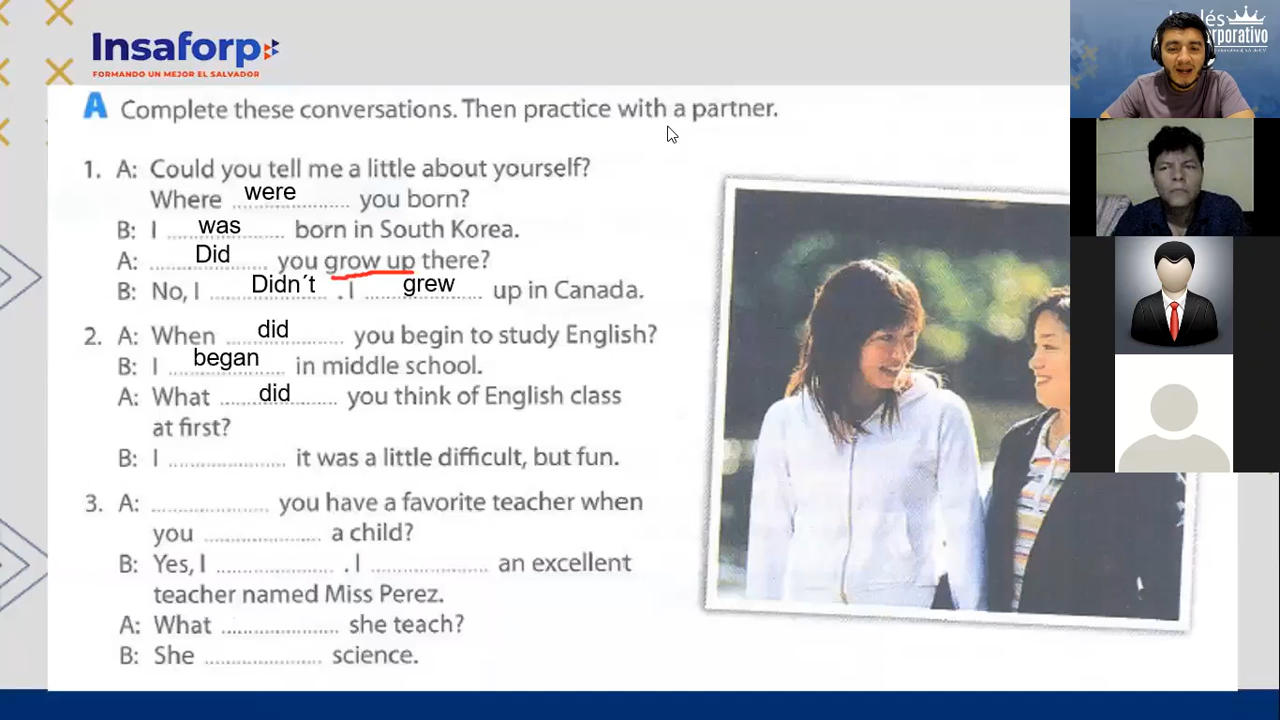 Insaforp
FORMANDO UN MEJOR EL SALVADOR
A Complete these conversations. Then practice with a partner.
1. A: Could you tell me a little about yourself?
Where were you born?
B: I was born in South Korea.
A: Did you grow up there?
B: No, I Didn´t . I grew up in Canada.
2. A: When did you begin to study English?
B: I began in middle school.
A: What did you think of English class
at first?
B: I .................. it was a little difficult, but fun.
3. A: .................. you have a favorite teacher when
you .................. a child?
B: Yes, I .................. . I .................. an excellent
teacher named Miss Perez.
A: What .................. she teach?
B: She .................. science.